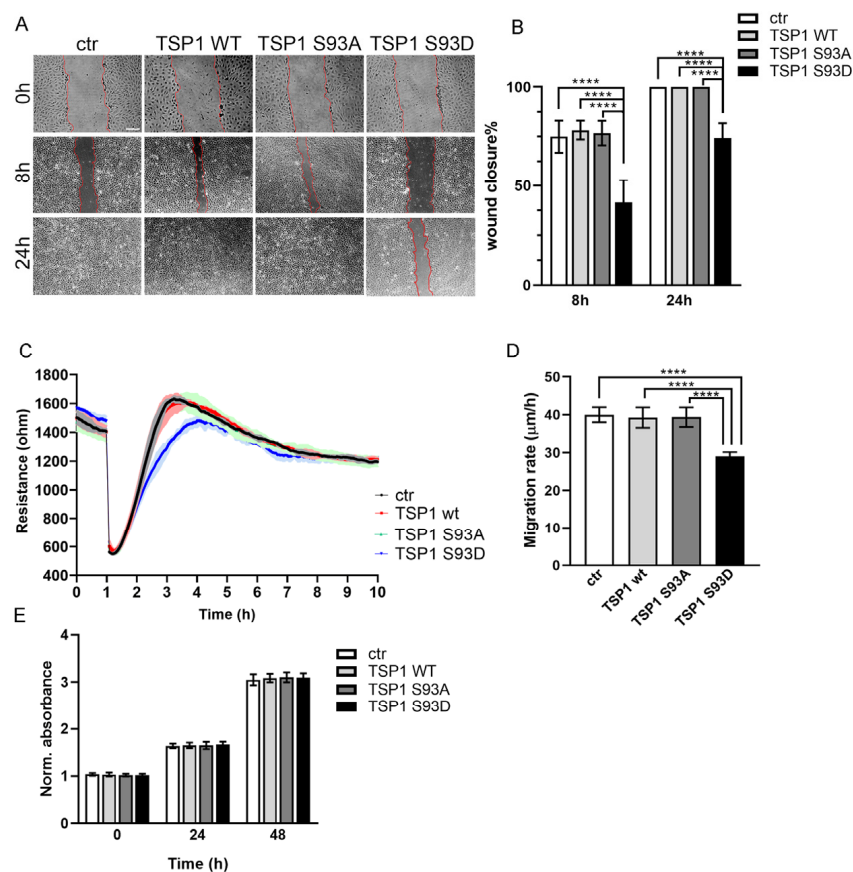 A
ctr
TSP1 WT
TSP1 S93A
TSP1 S93D
0h
8h
24h
B
ctr
TSP1 WT
TSP1 S93A
TSP1 S93D
****
****
****
****
****
****
wound closure%
100
50
0
8h
24h
C
Resistance (ohm)
1800
1600
1400
1200
1000
800
600
400
0 1 2 3 4 5 6 7 8 9 10
Time (h)
ctr
TSP1 wt
TSP1 S93A
TSP1 S93D
D
Migration rate (μm/h)
50
40
30
20
10
0
****
****
****
ctr
TSP1 wt
TSP1 S93A
TSP1 S93D
E
Norm. absorbance
4
3
2
1
0
0 24 48
Time (h)
ctr
TSP1 WT
TSP1 S93A
TSP1 S93D